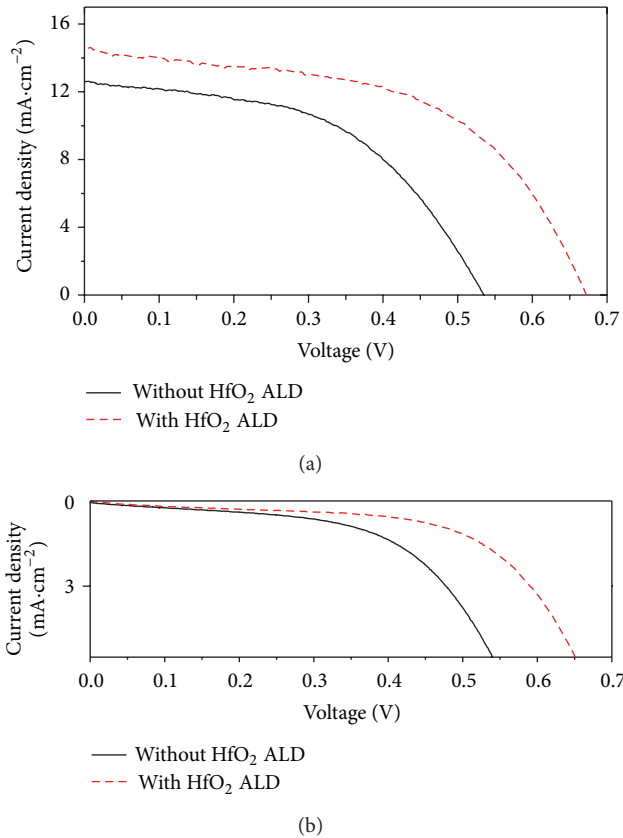 16
12
8
4
0
Current density (mA·cm⁻²)
0.0 0.1 0.2 0.3 0.4 0.5 0.6 0.7
Voltage (V)
Without HfO₂ ALD
With HfO₂ ALD
(a)
0
3
Current density
(mA·cm⁻²)
0.0 0.1 0.2 0.3 0.4 0.5 0.6 0.7
Voltage (V)
Without HfO₂ ALD
With HfO₂ ALD
(b)